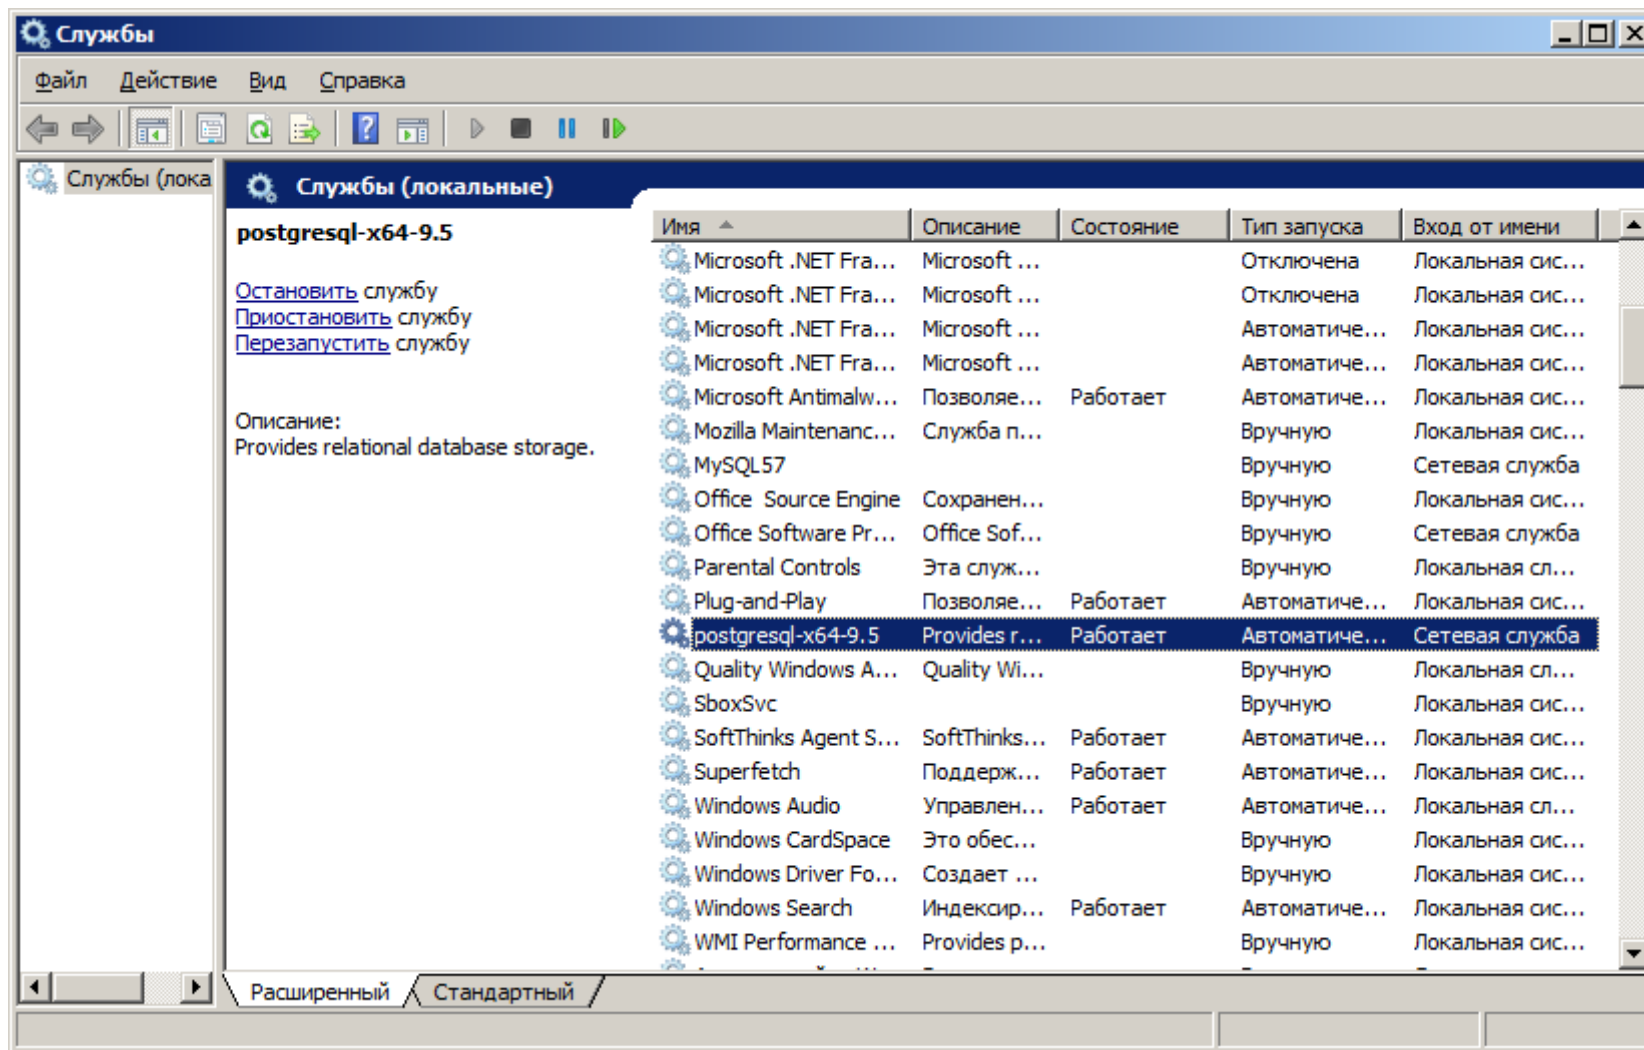 Службы
Файл Действие Вид Справка
Службы (лока
Службы (локальные)
postgresql-x64-9.5
Остановить службу
Приостановить службу
Перезапустить службу
Описание:
Provides relational database storage.
Имя Описание Состояние Тип запуска Вход от имени
Microsoft .NET Fra... Microsoft ... Отключена Локальная сис...
Microsoft .NET Fra... Microsoft ... Отключена Локальная сис...
Microsoft .NET Fra... Microsoft ... Автоматиче... Локальная сис...
Microsoft .NET Fra... Microsoft ... Автоматиче... Локальная сис...
Microsoft Antimalw... Позволяе... Работает Автоматиче... Локальная сис...
Mozilla Maintenanc... Служба п... Вручную Локальная сис...
MySQL57 Вручную Сетевая служба
Office Source Engine Сохранен... Вручную Локальная сис...
Office Software Pr... Office Sof... Вручную Сетевая служба
Parental Controls Эта служ... Вручную Локальная сл...
Plug-and-Play Позволяе... Работает Автоматиче... Локальная сис...
postgresql-x64-9.5 Provides r... Работает Автоматиче... Сетевая служба
Quality Windows A... Quality Wi... Вручную Локальная сл...
SboxSvc Вручную Локальная сис...
SoftThinks Agent S... SoftThinks... Работает Автоматиче... Локальная сис...
Superfetch Поддерж... Работает Автоматиче... Локальная сис...
Windows Audio Управлен... Работает Автоматиче... Локальная сл...
Windows CardSpace Это обес... Вручную Локальная сис...
Windows Driver Fo... Создает ... Вручную Локальная сис...
Windows Search Индексир... Работает Автоматиче... Локальная сис...
WMI Performance ... Provides p... Вручную Локальная сис...
Расширенный Стандартный